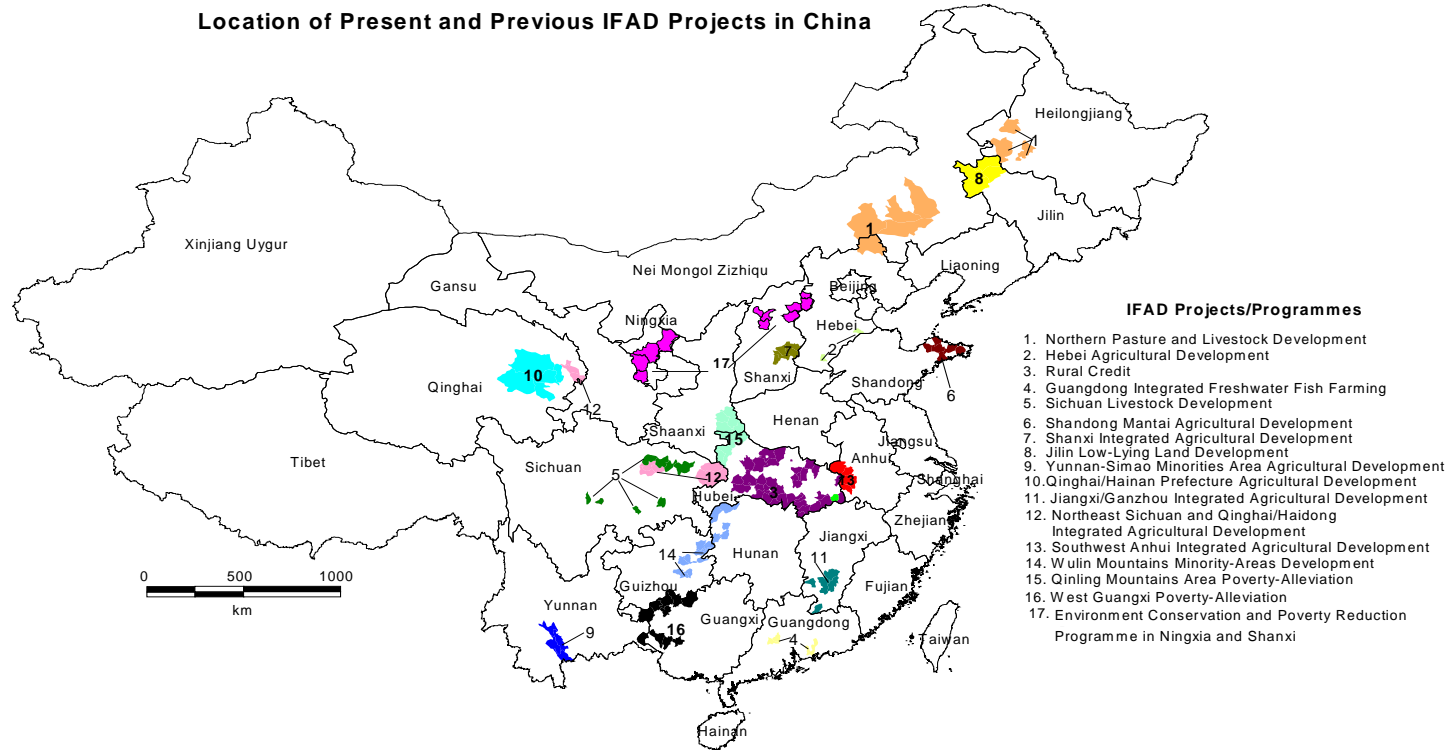 Location of Present and Previous IFAD Projects in China
Heilongjiang
1
8
Jilin
Xinjiang Uygur
1
Liaoning
Nei Mongol Zizhiqu
Beijing
Gansu
Ningxia
Hebei
2
7
17
Shanxi
Shandong
6
10
Qinghai
12
Henan
Shaanxi
15
Jiangsu
Anhui
Tibet
Sichuan
5
12
13
Shanghai
Hubei
3
Zhejiang
14
Hunan
Jiangxi
11
Guizhou
Fujian
0 500 1000
km
Yunnan
9
16
Guangxi
Guangdong
4
Taiwan
Hainan
IFAD Projects/Programmes
1. Northern Pasture and Livestock Development
2. Hebei Agricultural Development
3. Rural Credit
4. Guangdong Integrated Freshwater Fish Farming
5. Sichuan Livestock Development
6. Shandong Mantai Agricultural Development
7. Shanxi Integrated Agricultural Development
8. Jilin Low-Lying Land Development
9. Yunnan-Simao Minorities Area Agricultural Development
10.Qinghai/Hainan Prefecture Agricultural Development
11. Jiangxi/Ganzhou Integrated Agricultural Development
12. Northeast Sichuan and Qinghai/Haidong
Integrated Agricultural Development
13. Southwest Anhui Integrated Agricultural Development
14. Wulin Mountains Minority-Areas Development
15. Qinling Mountains Area Poverty-Alleviation
16. West Guangxi Poverty-Alleviation
17. Environment Conservation and Poverty Reduction
Programme in Ningxia and Shanxi